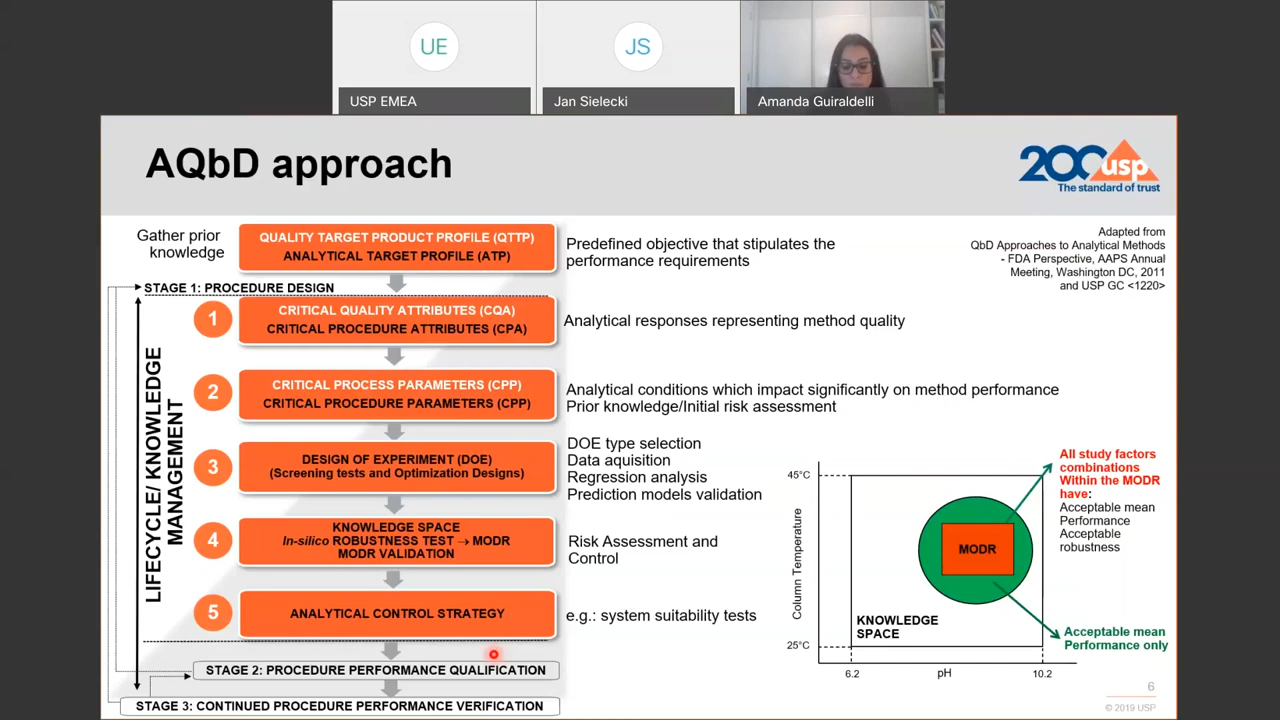 UE
JS
USP EMEA
Jan Sielecki
Amanda Guiraldelli
AQbD approach
200 usp
The standard of trust
Gather prior
knowledge
QUALITY TARGET PRODUCT PROFILE (QTTP)
ANALYTICAL TARGET PROFILE (ATP)
Predefined objective that stipulates the
performance requirements
Adapted from
QbD Approaches to Analytical Methods
- FDA Perspective, AAPS Annual
Meeting, Washington DC, 2011
and USP GC <1220>
STAGE 1: PROCEDURE DESIGN
LIFECYCLE/ KNOWLEDGE
MANAGEMENT
1
CRITICAL QUALITY ATTRIBUTES (CQA)
CRITICAL PROCEDURE ATTRIBUTES (CPA)
Analytical responses representing method quality
2
CRITICAL PROCESS PARAMETERS (CPP)
CRITICAL PROCEDURE PARAMETERS (CPP)
Analytical conditions which impact significantly on method performance
Prior knowledge/Initial risk assessment
3
DESIGN OF EXPERIMENT (DOE)
(Screening tests and Optimization Designs)
DOE type selection
Data aquisition
Regression analysis
Prediction models validation
4
KNOWLEDGE SPACE
In-silico ROBUSTNESS TEST → MODR
MODR VALIDATION
Risk Assessment and
Control
5
ANALYTICAL CONTROL STRATEGY
e.g.: system suitability tests
STAGE 2: PROCEDURE PERFORMANCE QUALIFICATION
STAGE 3: CONTINUED PROCEDURE PERFORMANCE VERIFICATION
45°C
Column Temperature
25°C
MODR
KNOWLEDGE
SPACE
6.2
pH
10.2
All study factors
combinations
Within the MODR
have:
Acceptable mean
Performance
Acceptable
robustness
Acceptable mean
Performance only
6
© 2019 USP